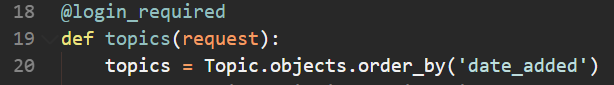 18 @login_required
19 def topics(request):
20     topics = Topic.objects.order_by('date_added')